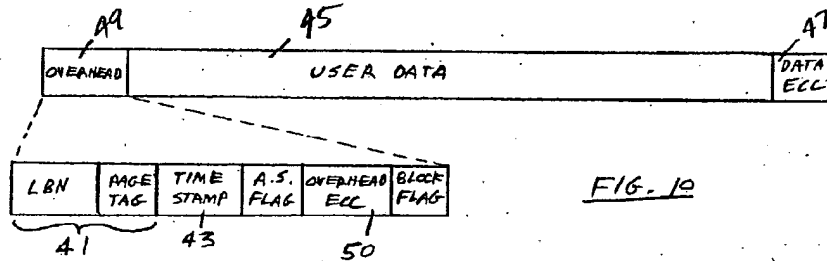 49 45 47
OVERHEAD USER DATA DATA ECC
LBN PAGE TAG TIME STAMP A.S. FLAG OVERHEAD ECC BLOCK FLAG
FIG. 10
41 43 50